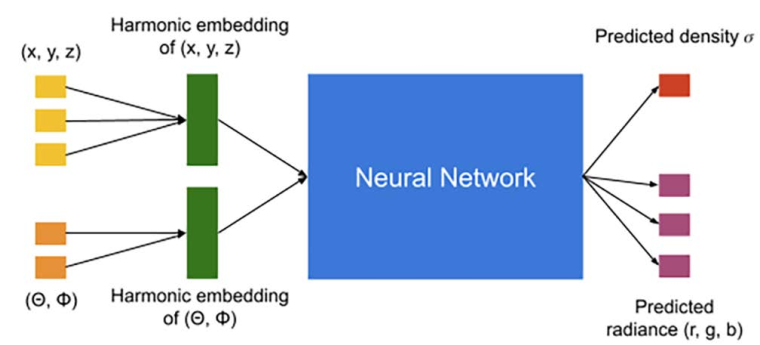 (x, y, z)
Harmonic embedding
of (x, y, z)
Predicted density σ
Neural Network
(Θ, Φ)
Harmonic embedding
of (Θ, Φ)
Predicted
radiance (r, g, b)